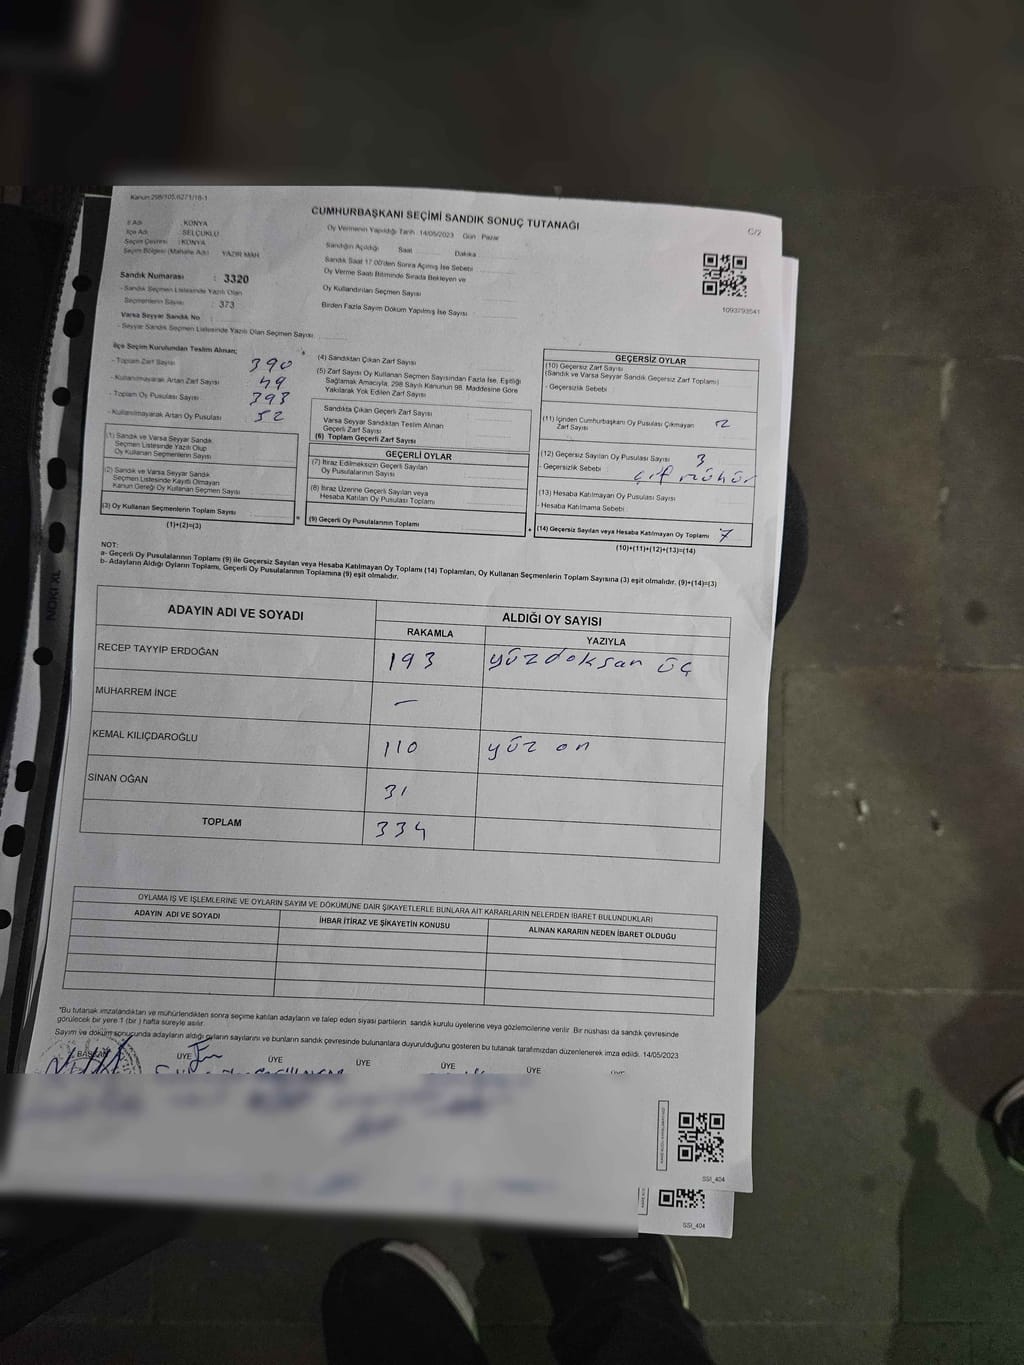 Kanun 298/105,6271/18-1
CUMHURBAŞKANI SEÇİMİ SANDIK SONUÇ TUTANAĞI
C/2
İl Adı : KONYA
İlçe Adı : SELÇUKLU
Seçim Çevresi : KONYA
Seçim Bölgesi (Mahalle Adı) YAZIR MAH.
Sandık Numarası : 3320
- Sandık Seçmen Listesinde Yazılı Olan
Seçmenlerin Sayısı : 373
Varsa Seyyar Sandık No
- Seyyar Sandık Seçmen Listesinde Yazılı Olan Seçmen Sayısı
Oy Vermenin Yapıldığı Tarih : 14/05/2023 Gün Pazar
Sandığın Açıldığı Saat Dakika
Sandık Saat 17.00'den Sonra Açılmış İse Sebebi
Oy Verme Saati Bitiminde Sırada Bekleyen ve
Oy Kullandırılan Seçmen Sayısı
Birden Fazla Sayım Döküm Yapılmış İse Sayısı
1093793541
İlçe Seçim Kurulundan Teslim Alınan;
- Toplam Zarf Sayısı 390
- Kullanılmayarak Artan Zarf Sayısı 49
- Toplam Oy Pusulası Sayısı 393
- Kullanılmayarak Artan Oy Pusulası 52
(1) Sandık ve Varsa Seyyar Sandık
Seçmen Listesinde Yazılı Olup
Oy Kullanan Seçmenlerin Sayısı
(2) Sandık ve Varsa Seyyar Sandık
Seçmen Listesinde Kayıtlı Olmayan
Kanun Gereği Oy Kullanan Seçmen Sayısı
(3) Oy Kullanan Seçmenlerin Toplam Sayısı
(1)+(2)=(3)
(4) Sandıktan Çıkan Zarf Sayısı
(5) Zarf Sayısı Oy Kullanan Seçmen Sayısından Fazla İse, Eşitliği
Sağlamak Amacıyla, 298 Sayılı Kanunun 98. Maddesine Göre
Yakılarak Yok Edilen Zarf Sayısı
Sandıkta Çıkan Geçerli Zarf Sayısı
Varsa Seyyar Sandıktan Teslim Alınan
Geçerli Zarf Sayısı
(6) Toplam Geçerli Zarf Sayısı
GEÇERLİ OYLAR
(7) İtiraz Edilmeksizin Geçerli Sayılan
Oy Pusulalarının Sayısı
(8) İtiraz Üzerine Geçerli Sayılan veya
Hesaba Katılan Oy Pusulası Toplamı
= (9) Geçerli Oy Pusulalarının Toplamı
GEÇERSİZ OYLAR
(10) Geçersiz Zarf Sayısı
(Sandık ve Varsa Seyyar Sandık Geçersiz Zarf Toplamı)
- Geçersizlik Sebebi
(11) İçinden Cumhurbaşkanı Oy Pusulası Çıkmayan
Zarf Sayısı
(12) Geçersiz Sayılan Oy Pusulası Sayısı 3
- Geçersizlik Sebebi : çif mühür
(13) Hesaba Katılmayan Oy Pusulası Sayısı
- Hesaba Katılmama Sebebi
+ (14) Geçersiz Sayılan veya Hesaba Katılmayan Oy Toplamı 7
(10)+(11)+(12)+(13)=(14)
NOT:
a- Geçerli Oy Pusulalarının Toplamı (9) ile Geçersiz Sayılan veya Hesaba Katılmayan Oy Toplamı (14) Toplamları, Oy Kullanan Seçmenlerin Toplam Sayısına (3) eşit olmalıdır. (9)+(14)=(3)
b- Adayların Aldığı Oyların Toplamı, Geçerli Oy Pusulalarının Toplamına (9) eşit olmalıdır.
ADAYIN ADI VE SOYADI ALDIĞI OY SAYISI
RAKAMLA YAZIYLA
RECEP TAYYİP ERDOĞAN 193 yüzdoksan üç
MUHARREM İNCE –
KEMAL KILIÇDAROĞLU 110 yüz on
SİNAN OĞAN 31
TOPLAM 334
OYLAMA İŞ VE İŞLEMLERİNE VE OYLARIN SAYIM VE DÖKÜMÜNE DAİR ŞİKAYETLERLE BUNLARA AİT KARARLARIN NELERDEN İBARET BULUNDUKLARI
ADAYIN ADI VE SOYADI İHBAR İTİRAZ VE ŞİKAYETİN KONUSU ALINAN KARARIN NEDEN İBARET OLDUĞU
*Bu tutanak imzalandıktan ve mühürlendikten sonra seçime katılan adayların ve talep eden siyasi partilerin sandık kurulu üyelerine veya gözlemcilerine verilir. Bir nüshası da sandık çevresinde
görülecek bir yere 1 (bir ) hafta süreyle asılır.
Sayım ve döküm sonucunda adayların aldığı oyların sayılarını ve bunların sandık çevresinde bulunanlara duyurulduğunu gösteren bu tutanak tarafımızdan düzenlenerek imza edildi. 14/05/2023
BAŞKAN ÜYE ÜYE ÜYE ÜYE ÜYE
NOKI XL
SSI_404
SSI_404